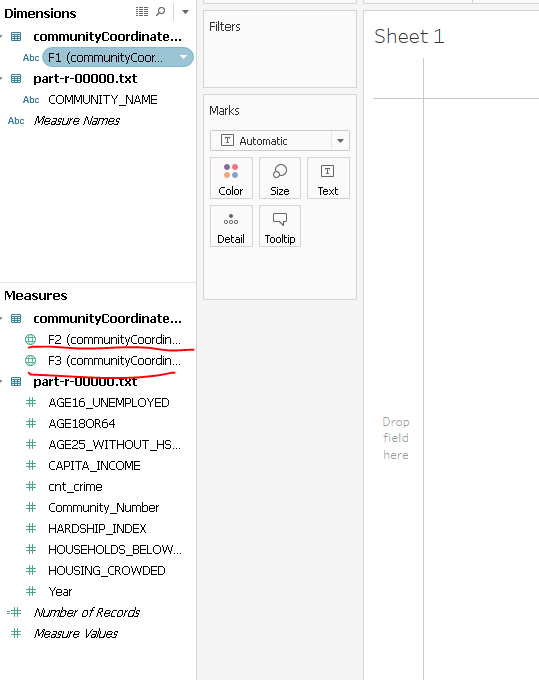 Dimensions
communityCoordinate...
Abc F1 (communityCoor...
part-r-00000.txt
Abc COMMUNITY_NAME
Abc Measure Names
Measures
communityCoordinate...
F2 (communityCoordin...
F3 (communityCoordin...
part-r-00000.txt
AGE16_UNEMPLOYED
AGE18OR64
AGE25_WITHOUT_HS...
CAPITA_INCOME
cnt_crime
Community_Number
HARDSHIP_INDEX
HOUSEHOLDS_BELOW...
HOUSING_CROWDED
Year
Number of Records
Measure Values
Filters
Marks
T Automatic
Color Size Text
Detail Tooltip
Sheet 1
Drop
field
here